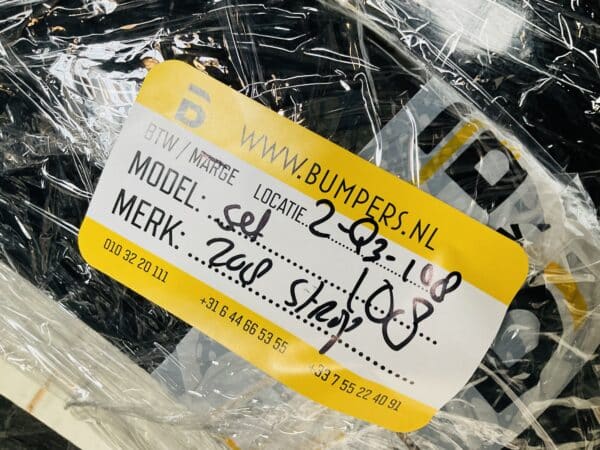 WWW.BUMPERS.NL
BTW / MARGE LOCATIE 2-Q3-108
MODEL: set 108
MERK: 208 strip
010 32 20 111 +31 6 44 66 53 55 +33 7 55 22 40 91